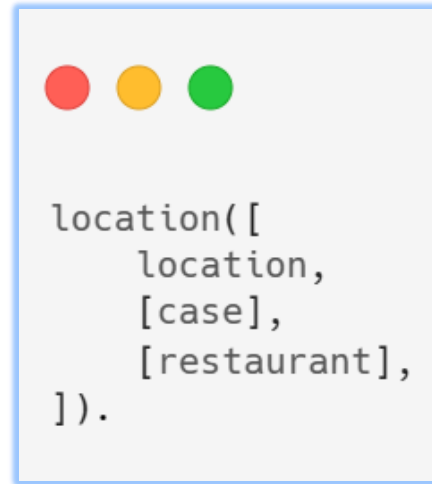 location([
    location,
    [case],
    [restaurant],
]).